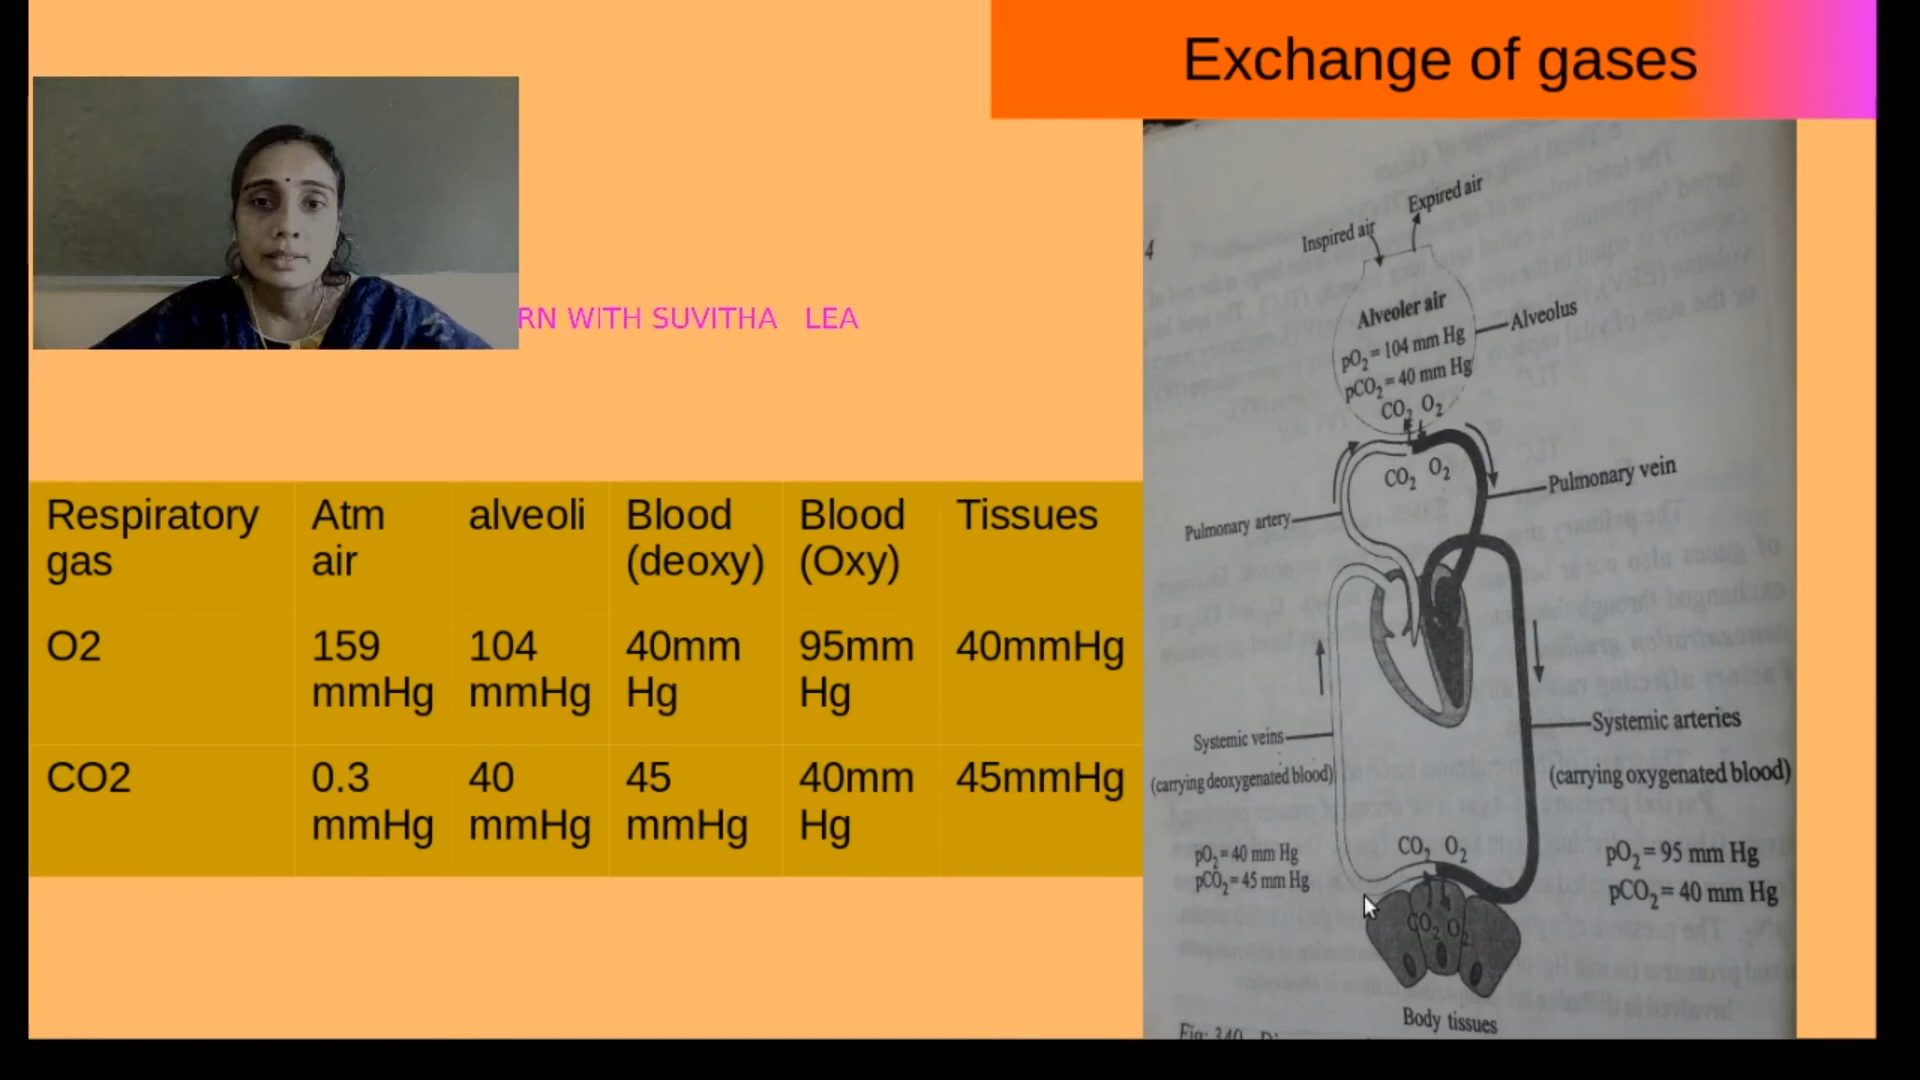 Exchange of gases
RN WITH SUVITHA LEA
Respiratory gas
Atm air
alveoli
Blood (deoxy)
Blood (Oxy)
Tissues
O2
159 mmHg
104 mmHg
40mm Hg
95mm Hg
40mmHg
CO2
0.3 mmHg
40 mmHg
45 mmHg
40mm Hg
45mmHg
4
Expired air
Inspired air
Alveoler air
pO₂ = 104 mm Hg
pCO₂ = 40 mm Hg
CO₂ O₂
Alveolus
CO₂ O₂
Pulmonary vein
Pulmonary artery
Systemic veins
(carrying deoxygenated blood)
Systemic arteries
(carrying oxygenated blood)
pO₂ = 40 mm Hg
pCO₂ = 45 mm Hg
CO₂ O₂
pO₂ = 95 mm Hg
pCO₂ = 40 mm Hg
CO₂ O₂
Body tissues